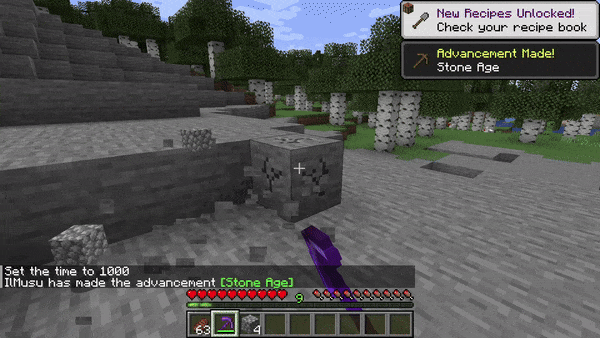 New Recipes Unlocked!
Check your recipe book
Advancement Made!
Stone Age
Set the time to 1000
IlMusu has made the advancement [Stone Age]
9
63
4